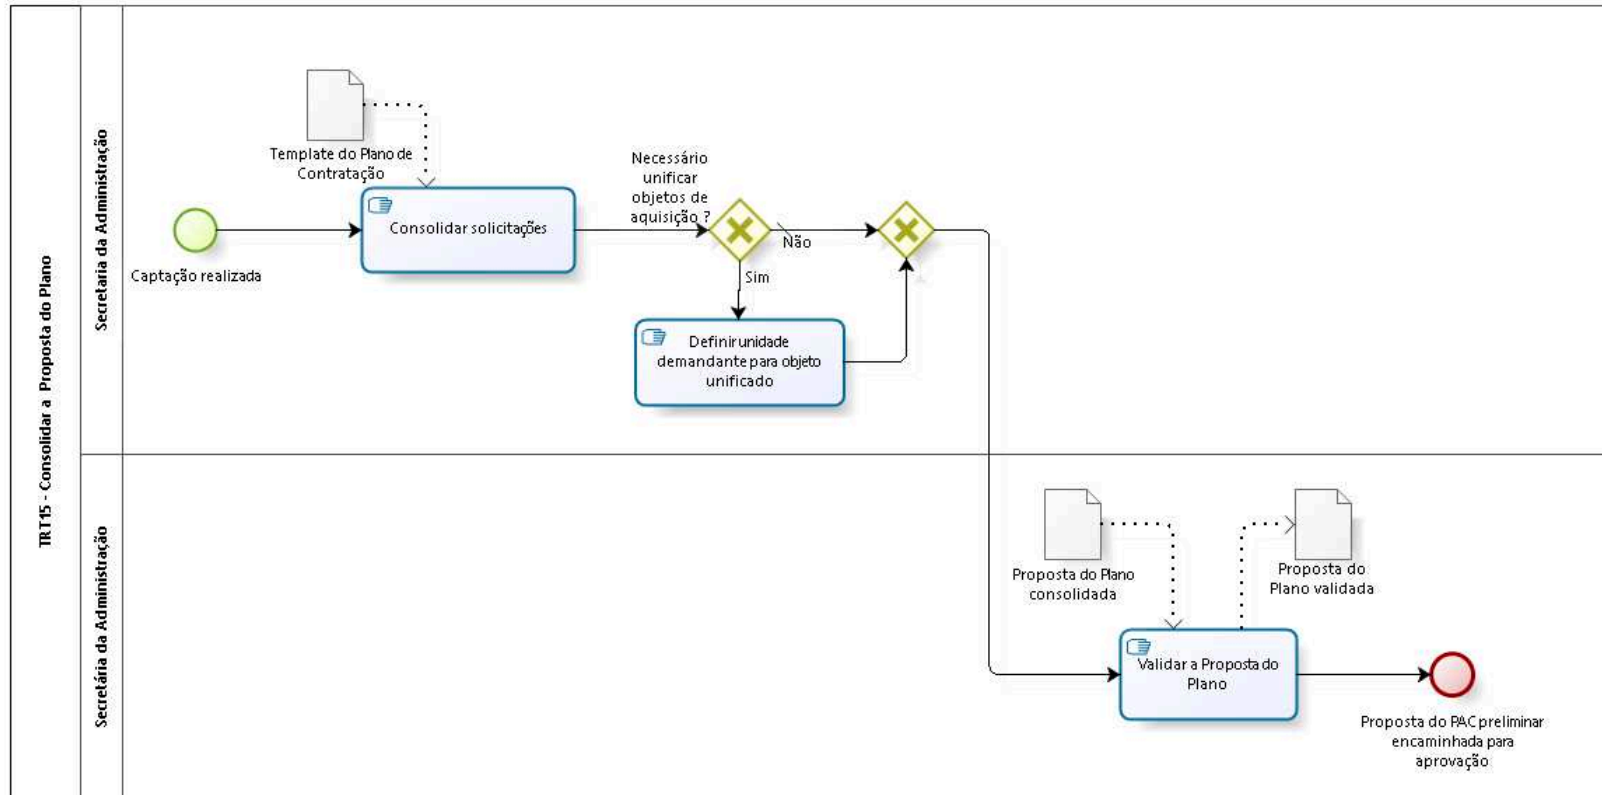 TRT15 - Consolidar a Proposta do Plano
Secretaria da Administração
Template do Plano de
Contratação
Captação realizada
Consolidar solicitações
Necessário
unificar
objetos de
aquisição ?
Não
Sim
Definir unidade
demandante para objeto
unificado
Secretária da Administração
Proposta do Plano
consolidada
Proposta do
Plano validada
Validar a Proposta do
Plano
Proposta do PAC preliminar
encaminhada para
aprovação